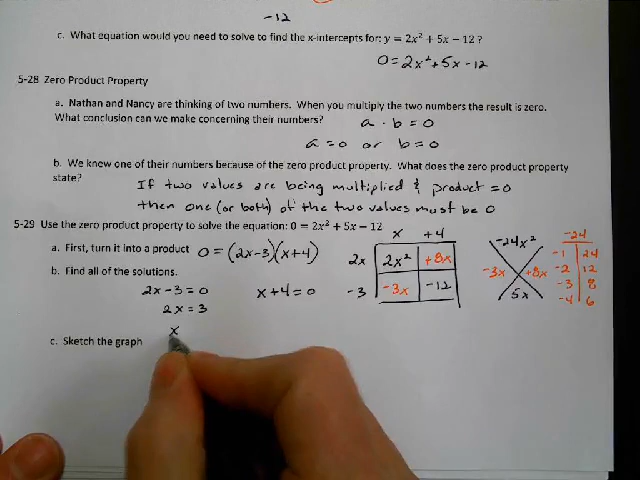 -12
c. What equation would you need to solve to find the x-intercepts for: y = 2x² + 5x − 12 ?
0 = 2x² + 5x - 12
5-28 Zero Product Property
a. Nathan and Nancy are thinking of two numbers. When you multiply the two numbers the result is zero.
What conclusion can we make concerning their numbers? a · b = 0
a = 0 or b = 0
b. We knew one of their numbers because of the zero product property. What does the zero product property
state? If two values are being multiplied & product = 0
then one (or both) of the two values must be 0
5-29 Use the zero product property to solve the equation: 0 = 2x² + 5x − 12
a. First, turn it into a product 0 = (2x-3)(x+4)
b. Find all of the solutions.
2x - 3 = 0 x + 4 = 0
2x = 3
x
c. Sketch the graph
x +4
2x 2x² +8x
-3 -3x -12
-24x²
-3x +8x
5x
-24
-1 24
-2 12
-3 8
-4 6